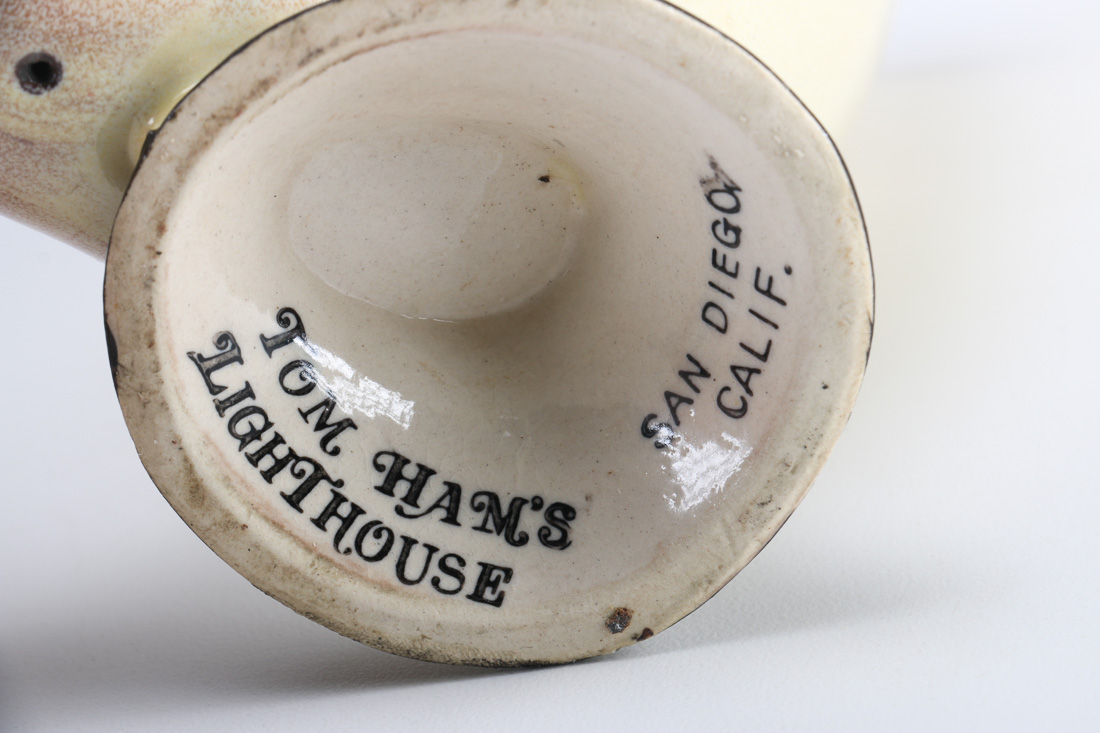 TOM HAM'S
LIGHTHOUSE
SAN DIEGO,
CALIF.